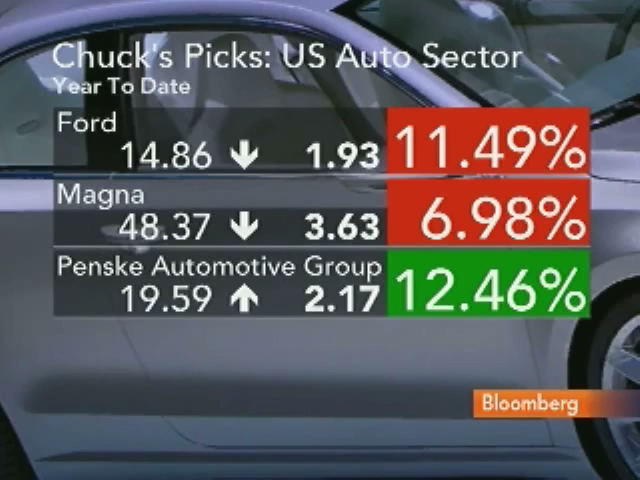 Chuck's Picks: US Auto Sector
Year To Date
Ford
14.86 ↓ 1.93 11.49%
Magna
48.37 ↓ 3.63 6.98%
Penske Automotive Group
19.59 ↑ 2.17 12.46%
Bloomberg